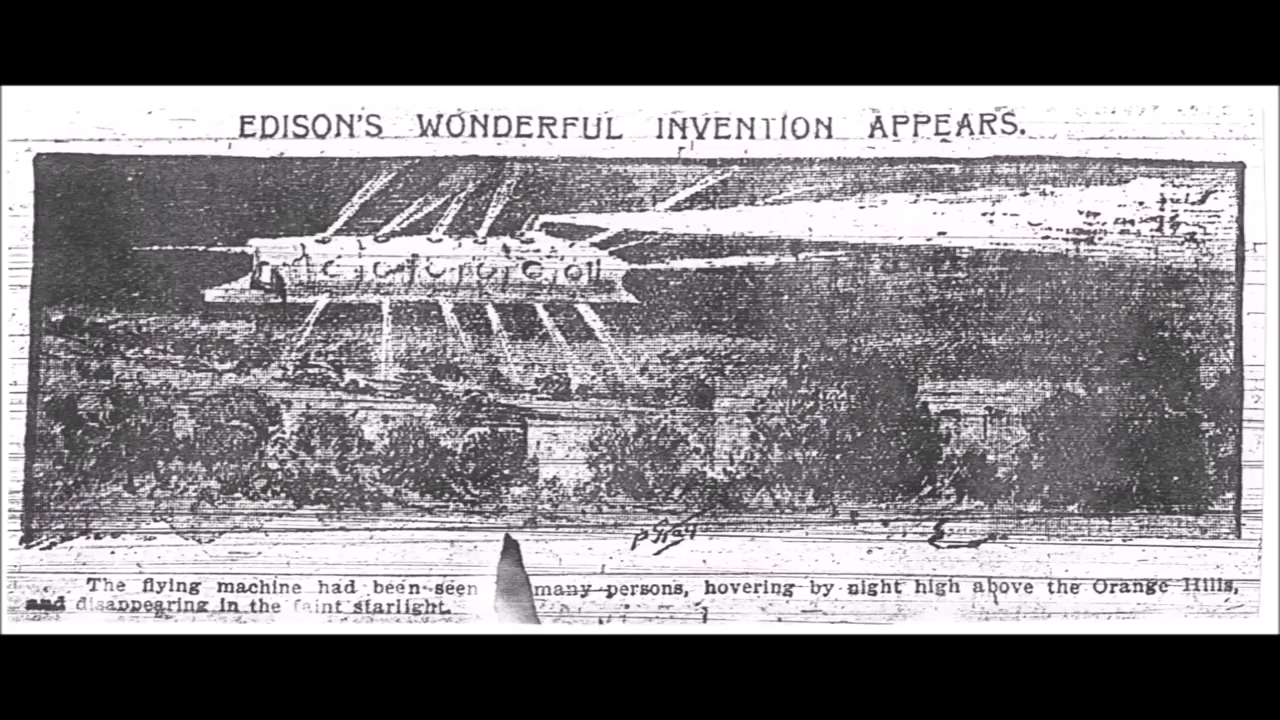 EDISON'S WONDERFUL INVENTION APPEARS.
The flying machine had been seen many persons, hovering by night high above the Orange Hills,
and disappearing in the faint starlight.